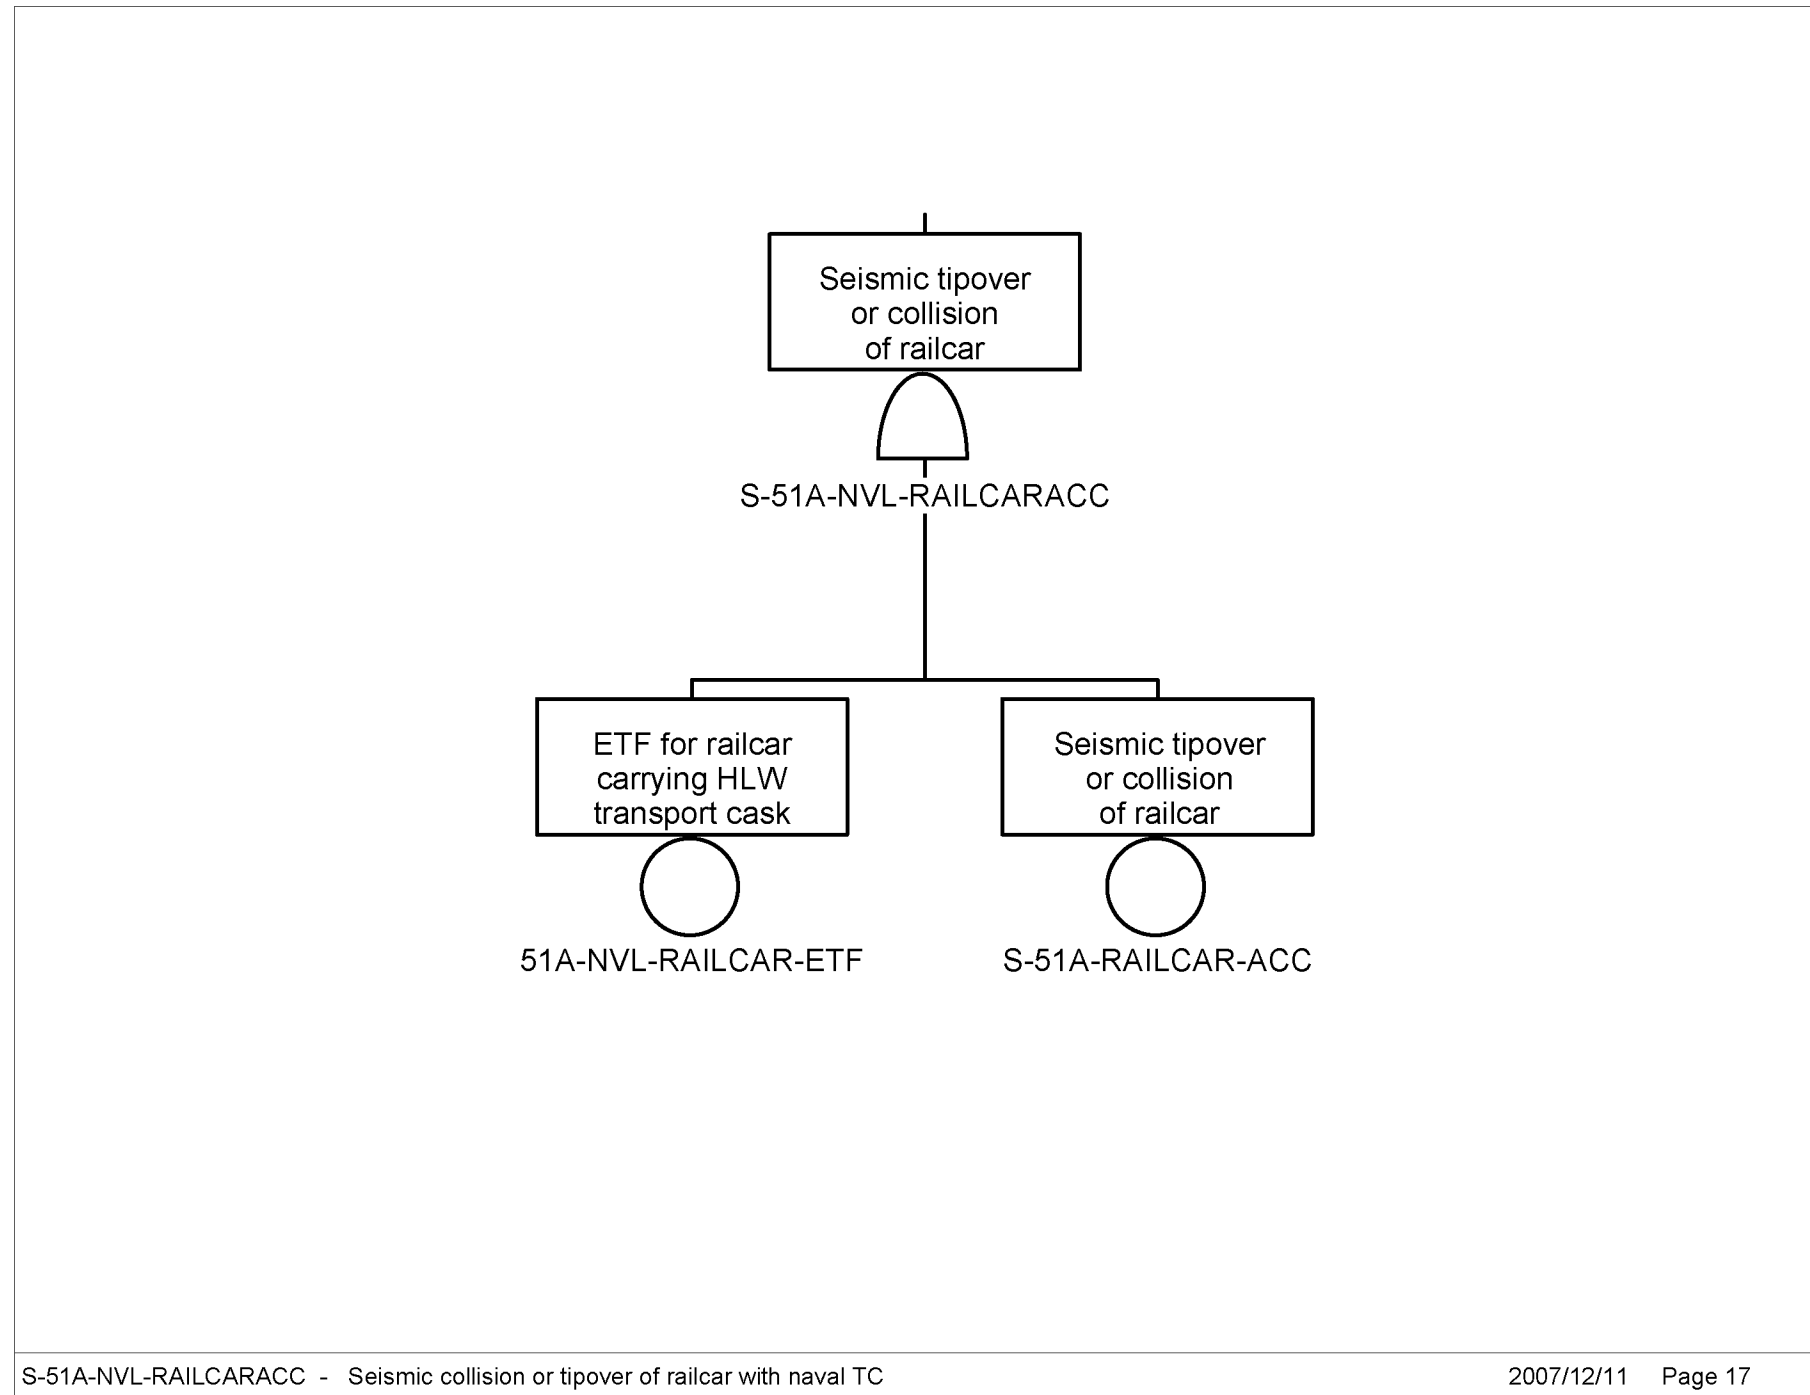 Seismic tipover
or collision
of railcar
S-51A-NVL-RAILCARACC
ETF for railcar
carrying HLW
transport cask
51A-NVL-RAILCAR-ETF
Seismic tipover
or collision
of railcar
S-51A-RAILCAR-ACC
S-51A-NVL-RAILCARACC - Seismic collision or tipover of railcar with naval TC
2007/12/11 Page 17